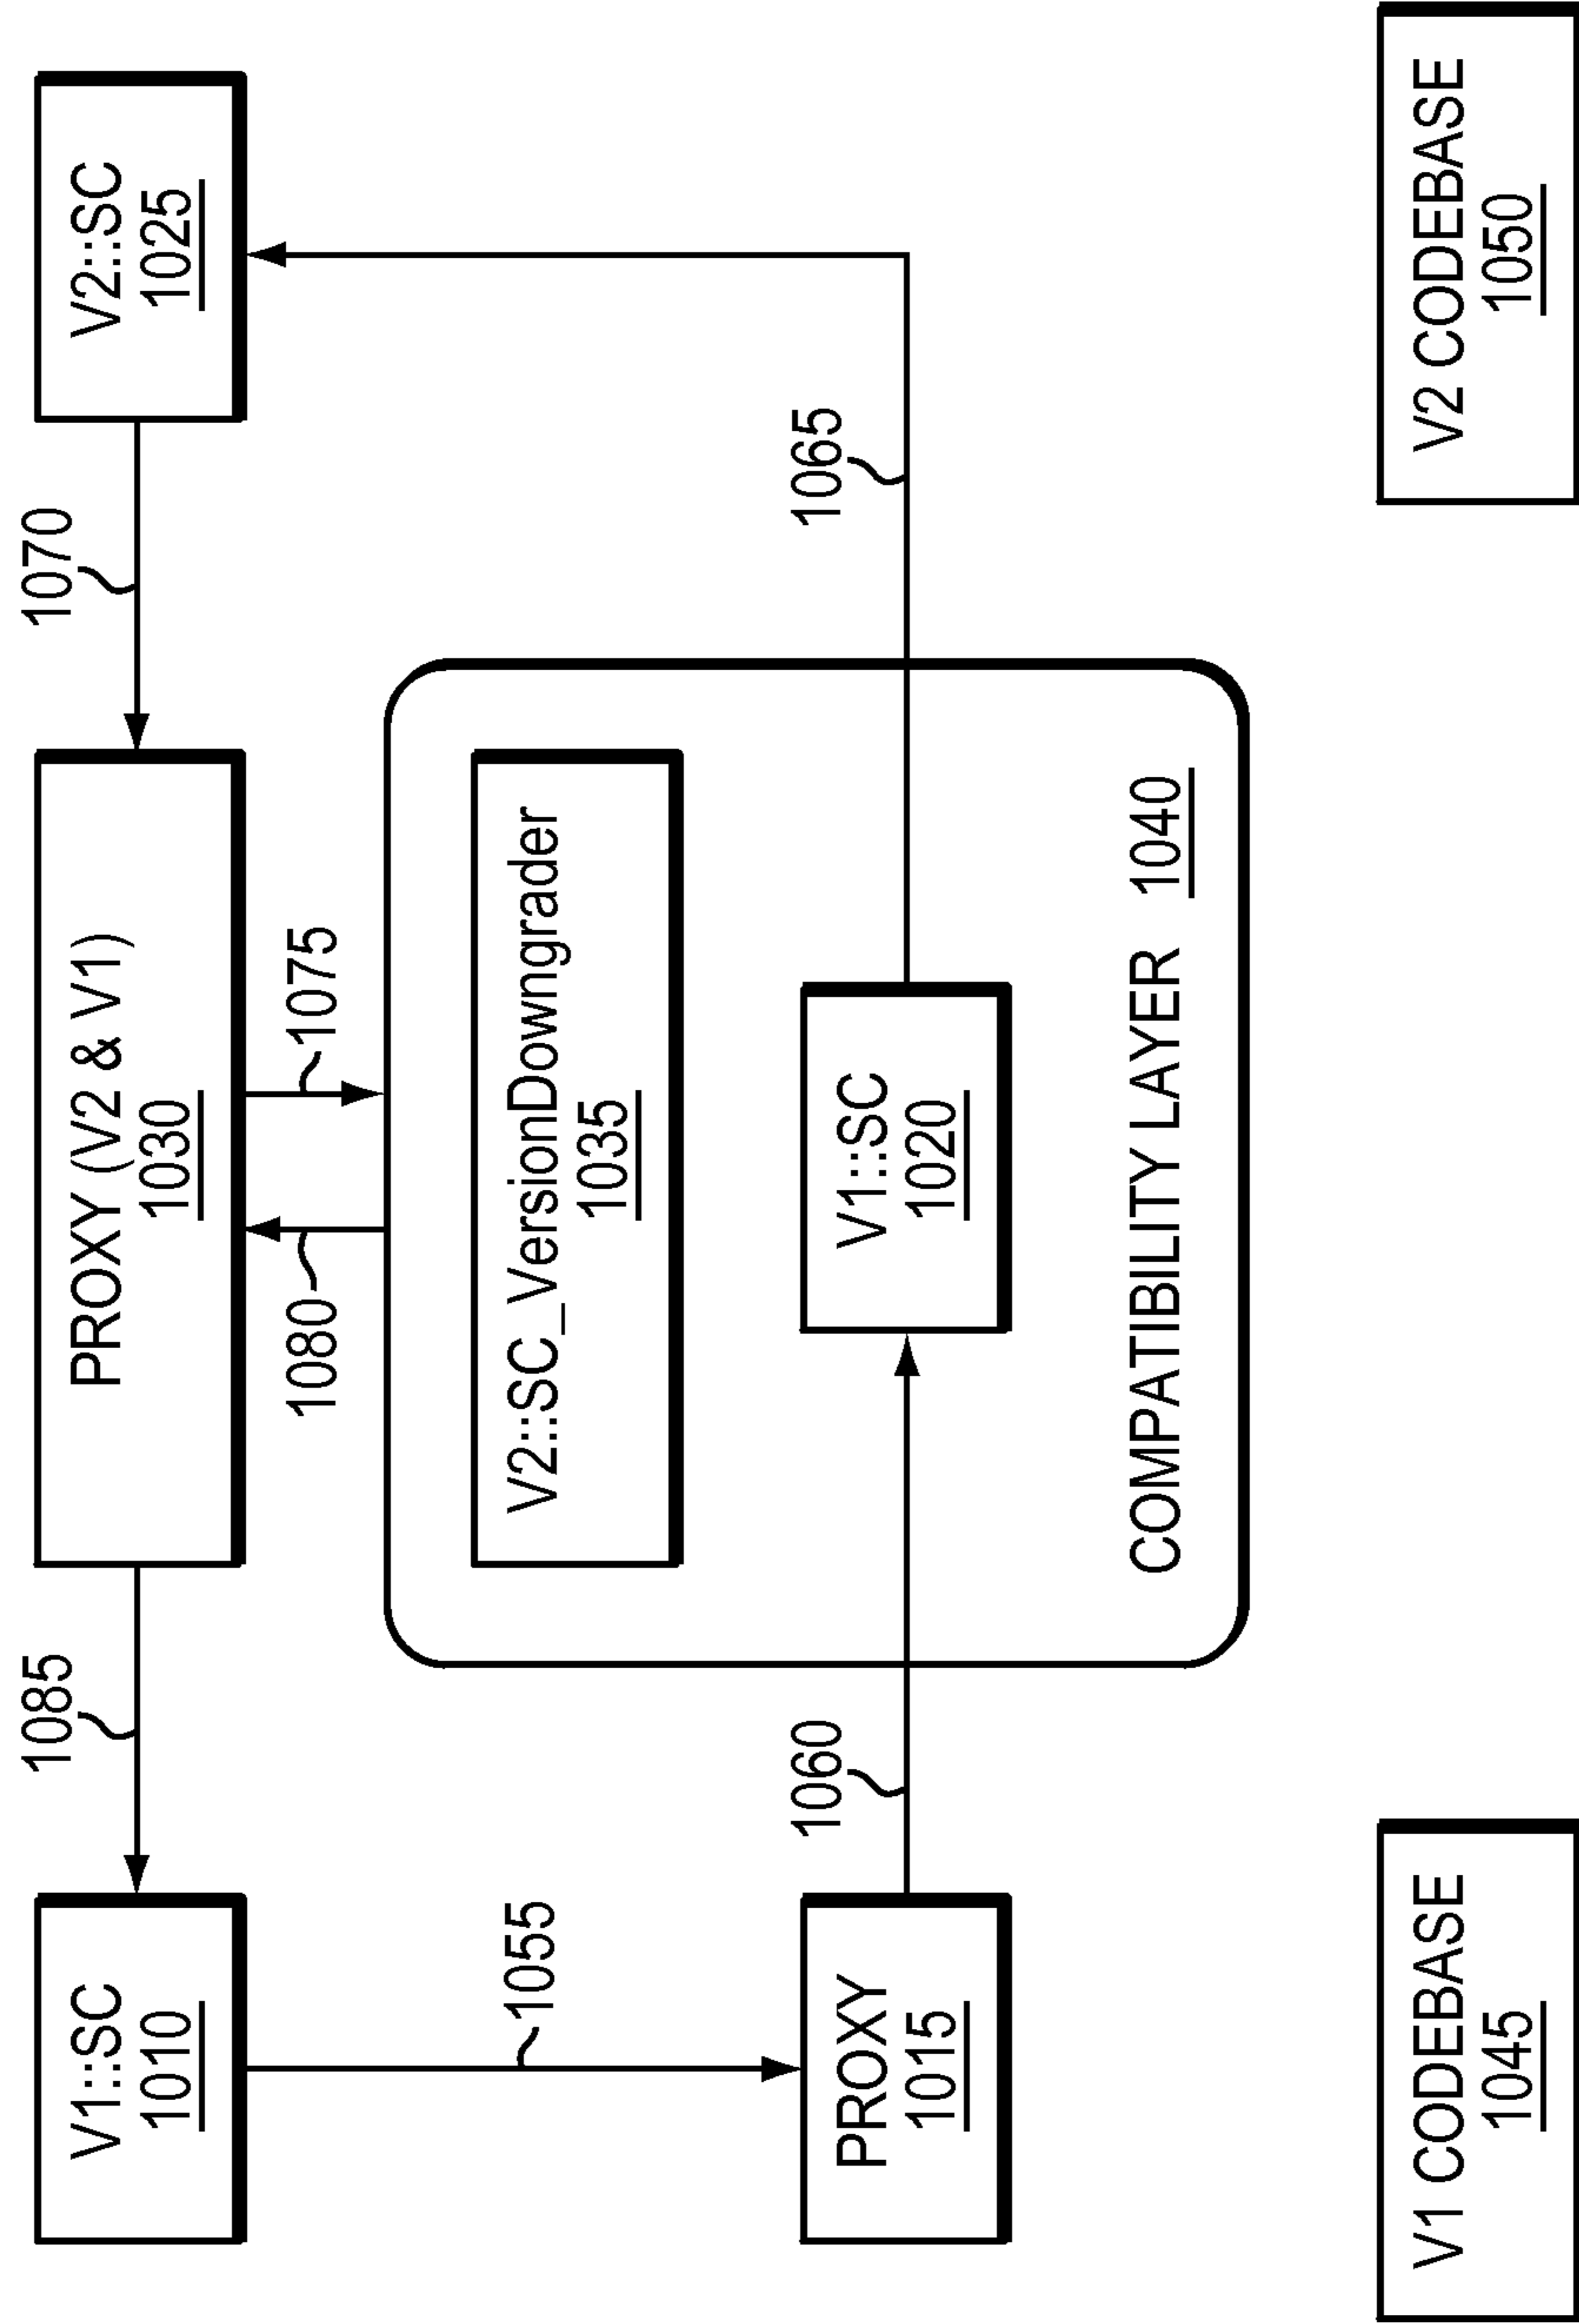 V1::SC
1010
1085
PROXY (V2 & V1)
1030
1070
V2::SC
1025
1080
1075
1055
V2::SC_VersionDowngrader
1035
PROXY
1015
1060
V1::SC
1020
1065
COMPATIBILITY LAYER 1040
V1 CODEBASE
1045
V2 CODEBASE
1050